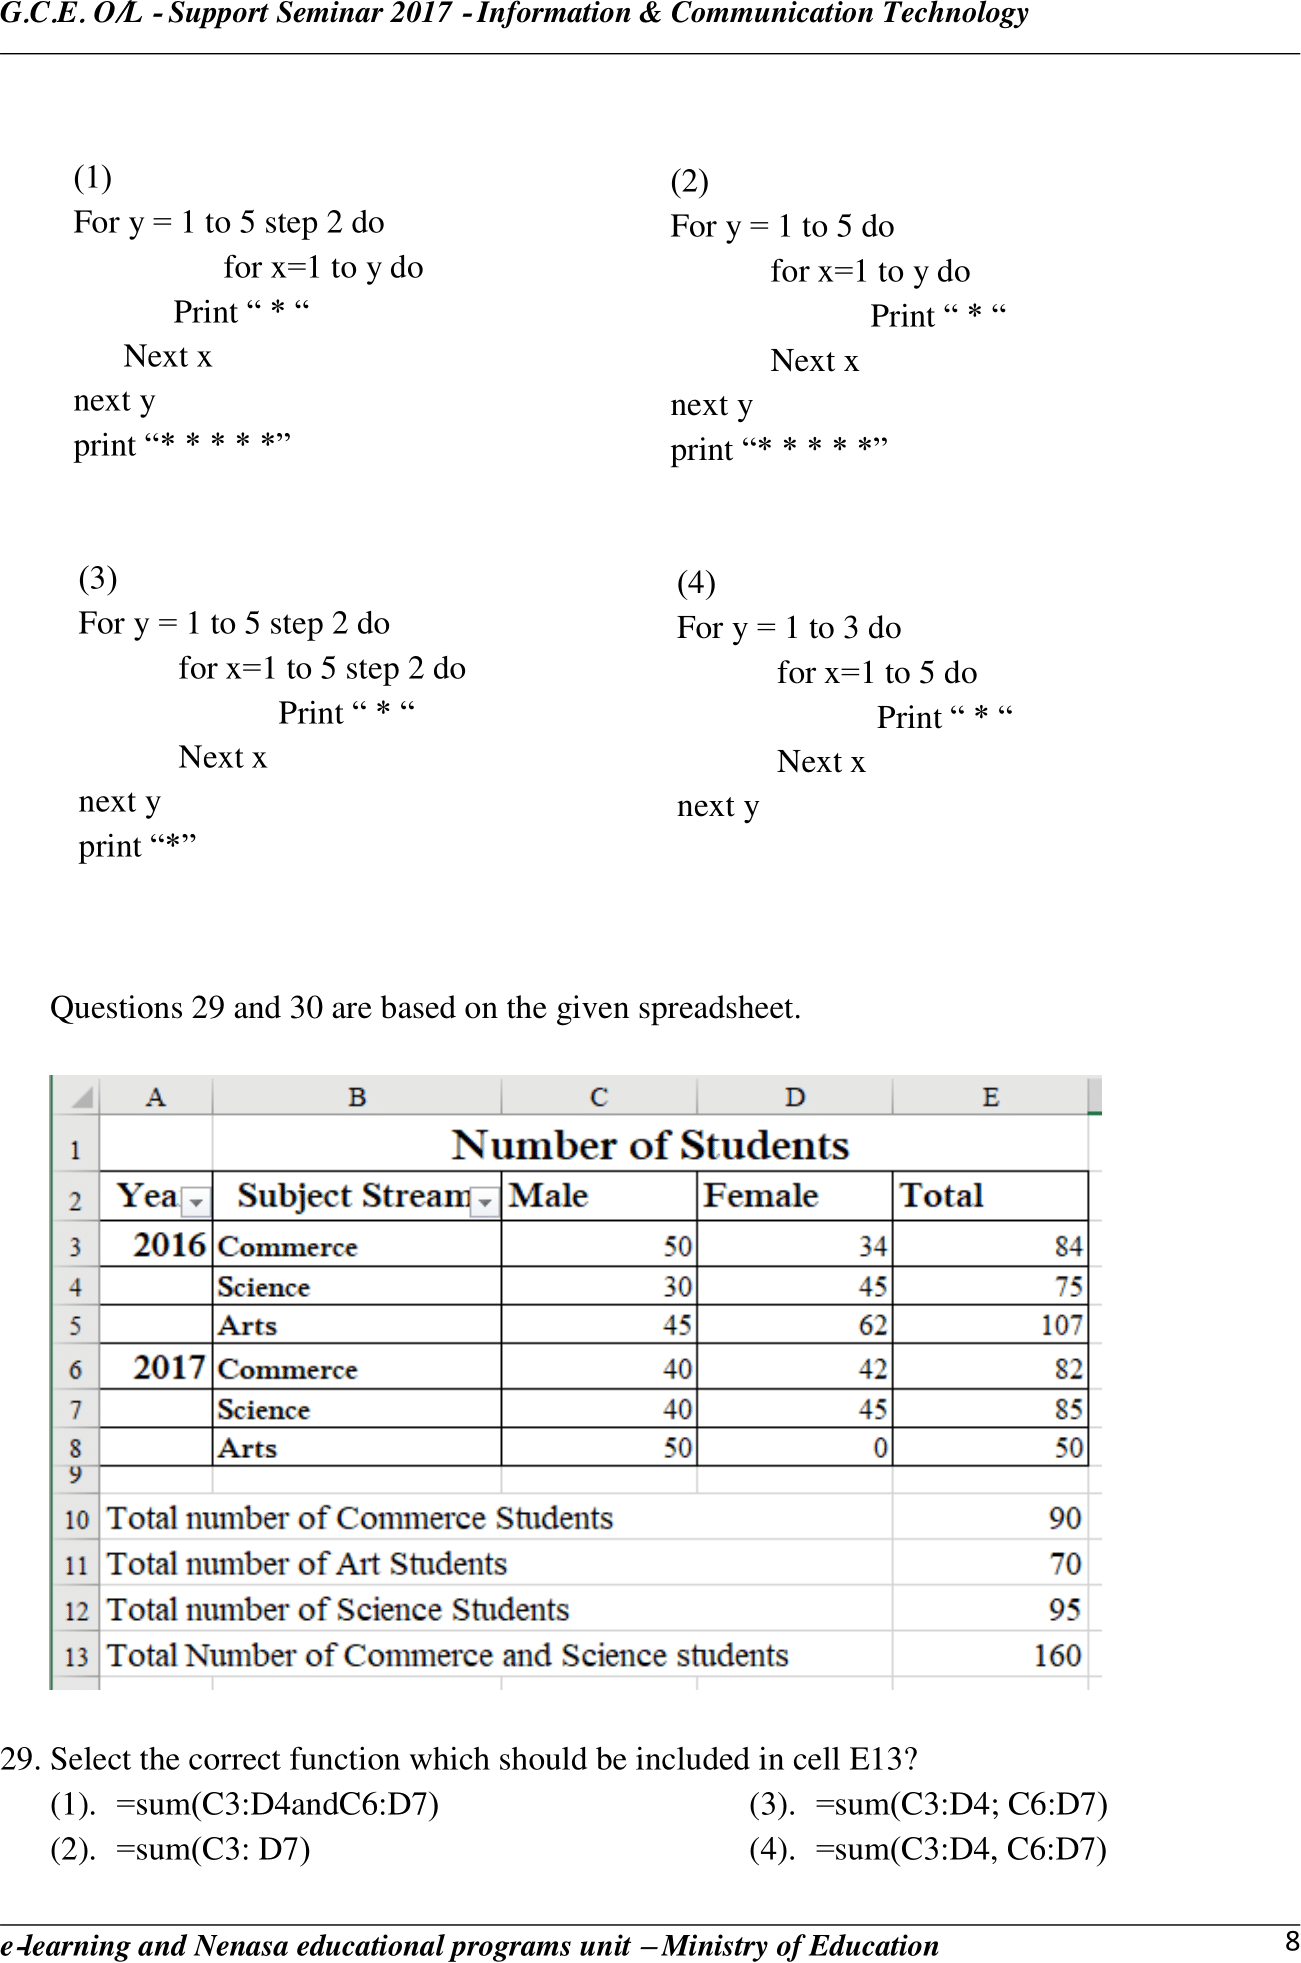 G.C.E. O/L - Support Seminar 2017 - Information & Communication Technology
(1)
For y = 1 to 5 step 2 do
for x=1 to y do
Print “ * “
Next x
next y
print “* * * * *”
(2)
For y = 1 to 5 do
for x=1 to y do
Print “ * “
Next x
next y
print “* * * * *”
(3)
For y = 1 to 5 step 2 do
for x=1 to 5 step 2 do
Print “ * “
Next x
next y
print “*”
(4)
For y = 1 to 3 do
for x=1 to 5 do
Print “ * “
Next x
next y
Questions 29 and 30 are based on the given spreadsheet.
A B C D E
1 Number of Students
2 Yea Subject Stream Male Female Total
3 2016 Commerce 50 34 84
4 Science 30 45 75
5 Arts 45 62 107
6 2017 Commerce 40 42 82
7 Science 40 45 85
8 Arts 50 0 50
9
10 Total number of Commerce Students 90
11 Total number of Art Students 70
12 Total number of Science Students 95
13 Total Number of Commerce and Science students 160
29. Select the correct function which should be included in cell E13?
(1). =sum(C3:D4andC6:D7) (3). =sum(C3:D4; C6:D7)
(2). =sum(C3: D7) (4). =sum(C3:D4, C6:D7)
e-learning and Nenasa educational programs unit – Ministry of Education 8